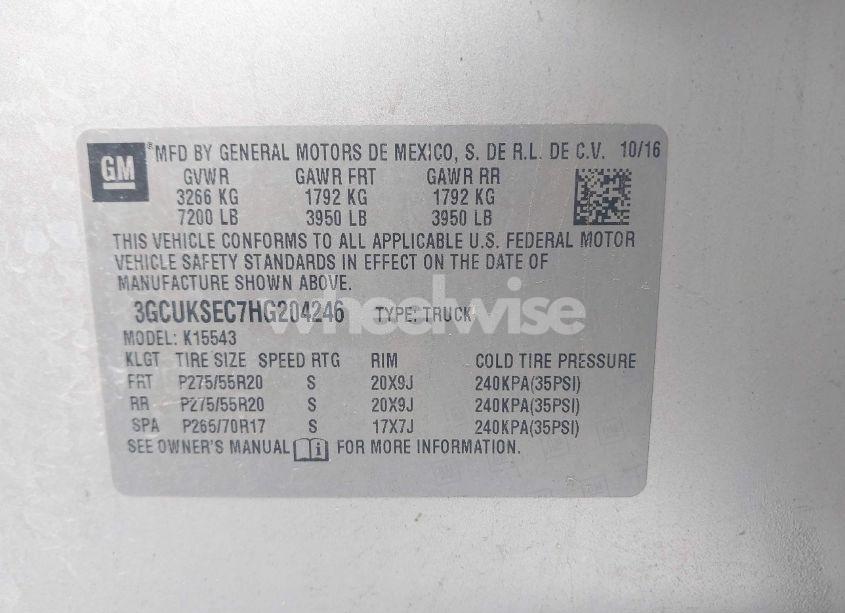 GM
MFD BY GENERAL MOTORS DE MEXICO, S. DE R.L. DE C.V. 10/16
GVWR GAWR FRT GAWR RR
3266 KG 1792 KG 1792 KG
7200 LB 3950 LB 3950 LB
THIS VEHICLE CONFORMS TO ALL APPLICABLE U.S. FEDERAL MOTOR
VEHICLE SAFETY STANDARDS IN EFFECT ON THE DATE OF
MANUFACTURE SHOWN ABOVE.
3GCUKSEC7HG204246 TYPE: TRUCK
wheelwise
MODEL: K15543
KLGT TIRE SIZE SPEED RTG RIM COLD TIRE PRESSURE
FRT P275/55R20 S 20X9J 240KPA(35PSI)
RR P275/55R20 S 20X9J 240KPA(35PSI)
SPA P265/70R17 S 17X7J 240KPA(35PSI)
SEE OWNER'S MANUAL FOR MORE INFORMATION.